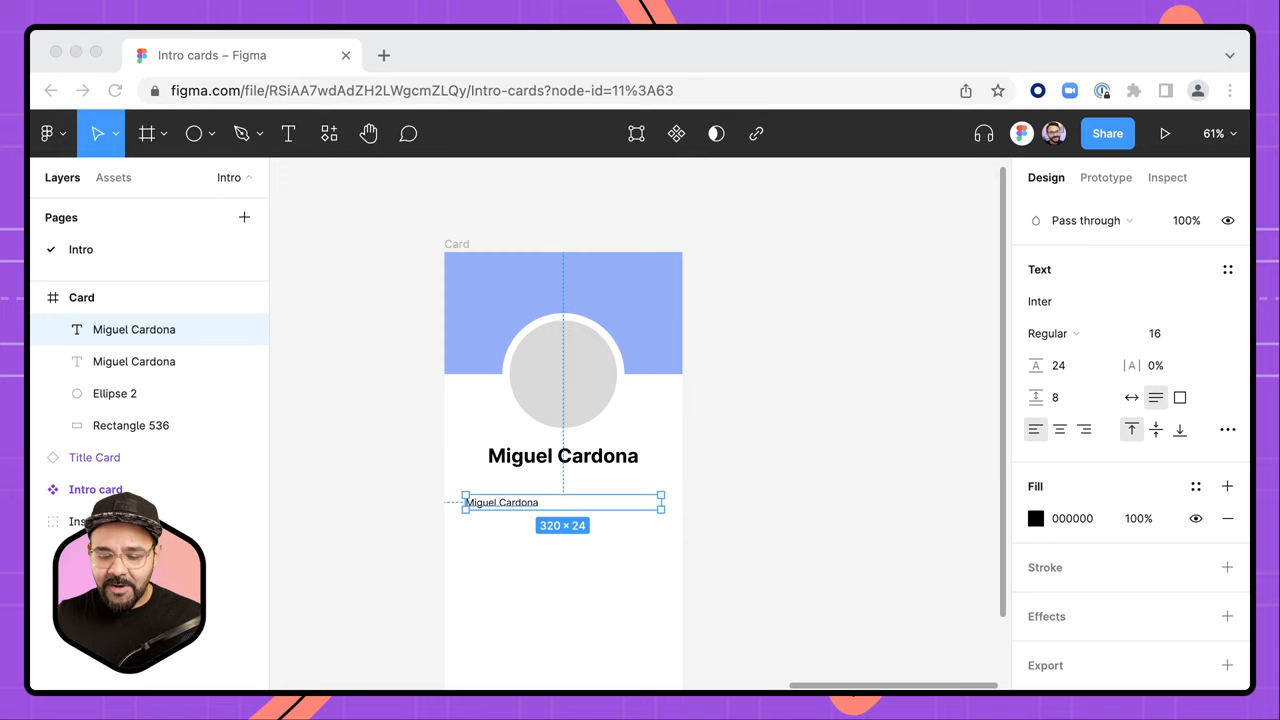 Intro cards – Figma
figma.com/file/RSiAA7wdAdZH2LWgcmZLQy/Intro-cards?node-id=11%3A63
Share
61%
Layers
Assets
Intro
Pages
Intro
Card
Miguel Cardona
Miguel Cardona
Ellipse 2
Rectangle 536
Title Card
Intro card
Ins
Card
Miguel Cardona
Miguel Cardona
320 × 24
Design
Prototype
Inspect
Pass through
100%
Text
Inter
Regular
16
A
24
|A|
0%
8
Fill
000000
100%
Stroke
Effects
Export